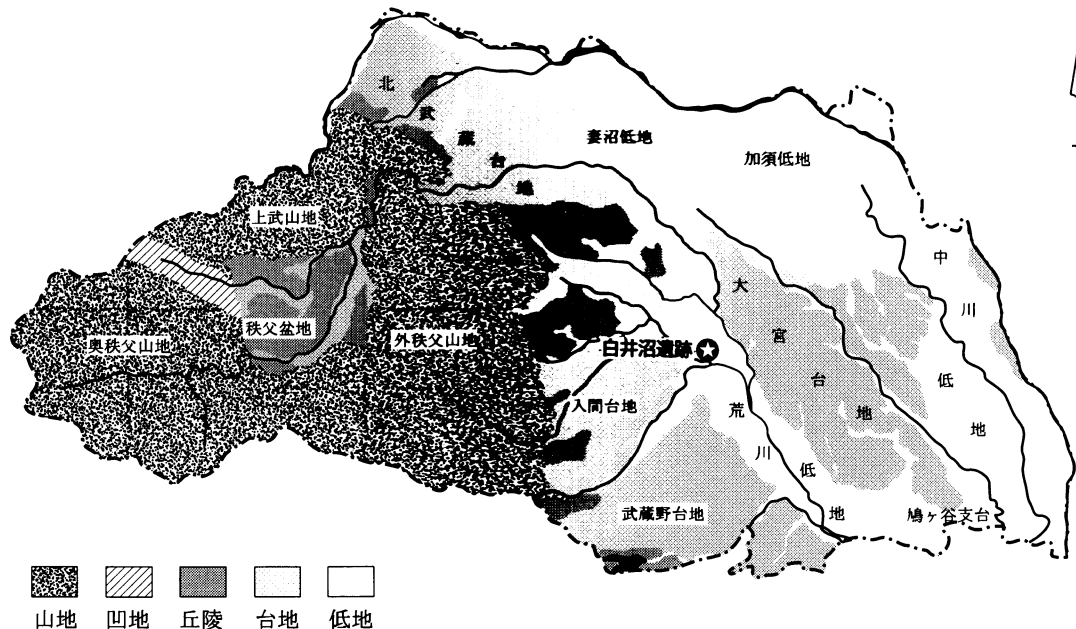 北武蔵台地
妻沼低地
加須低地
上武山地
中川低地
大宮台地
秩父盆地
奥秩父山地
外秩父山地
白井沼遺跡
入間台地
荒川低地
武蔵野台地
鳩ヶ谷支台
山地 凹地 丘陵 台地 低地